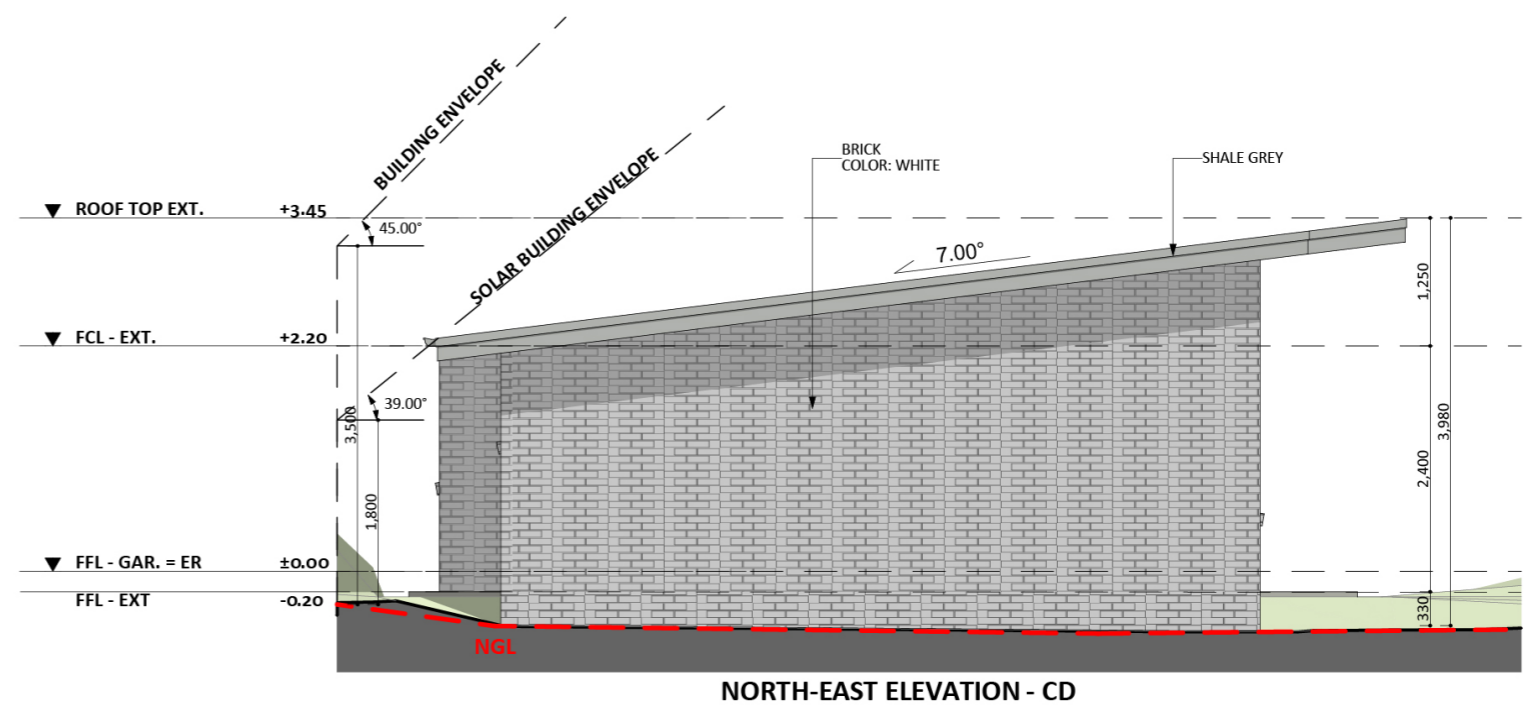 BUILDING ENVELOPE
SOLAR BUILDING ENVELOPE
BRICK
COLOR: WHITE
SHALE GREY
ROOF TOP EXT. +3.45
45.00°
7.00°
1,250
FCL - EXT. +2.20
39.00°
3,500
3,980
2,400
1,800
FFL - GAR. = ER ±0.00
FFL - EXT -0.20
330
NGL
NORTH-EAST ELEVATION - CD